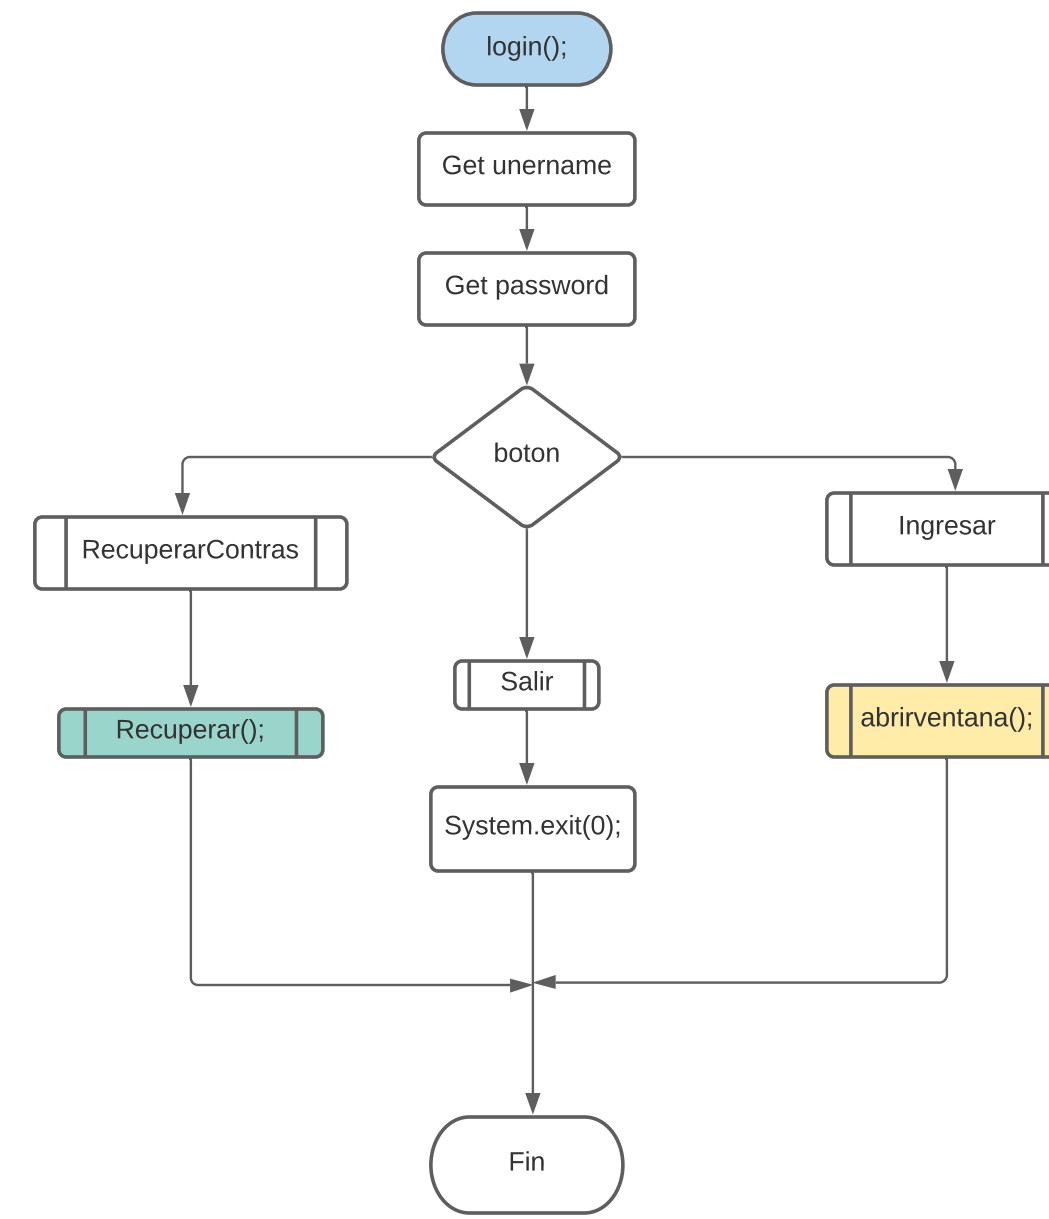 login();
Get unername
Get password
boton
RecuperarContras
Ingresar
Salir
Recuperar();
abrirventana();
System.exit(0);
Fin